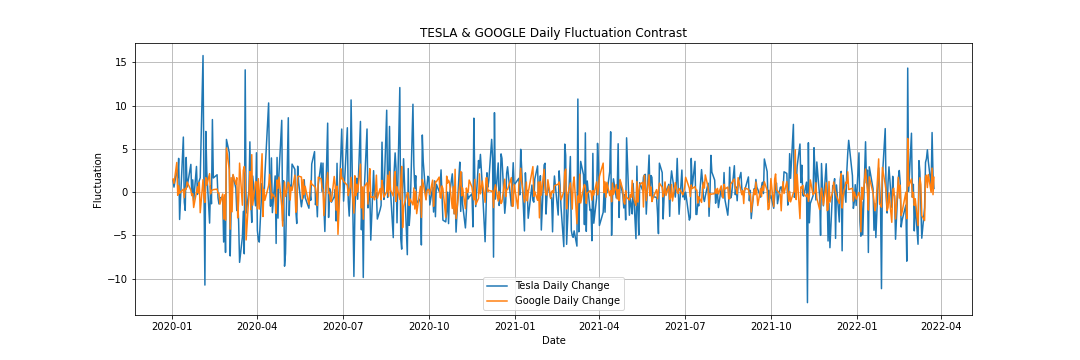 TESLA & GOOGLE Daily Fluctuation Contrast
15
10
5
0
−5
−10
Fluctuation
Tesla Daily Change
Google Daily Change
2020-01 2020-04 2020-07 2020-10 2021-01 2021-04 2021-07 2021-10 2022-01 2022-04
Date